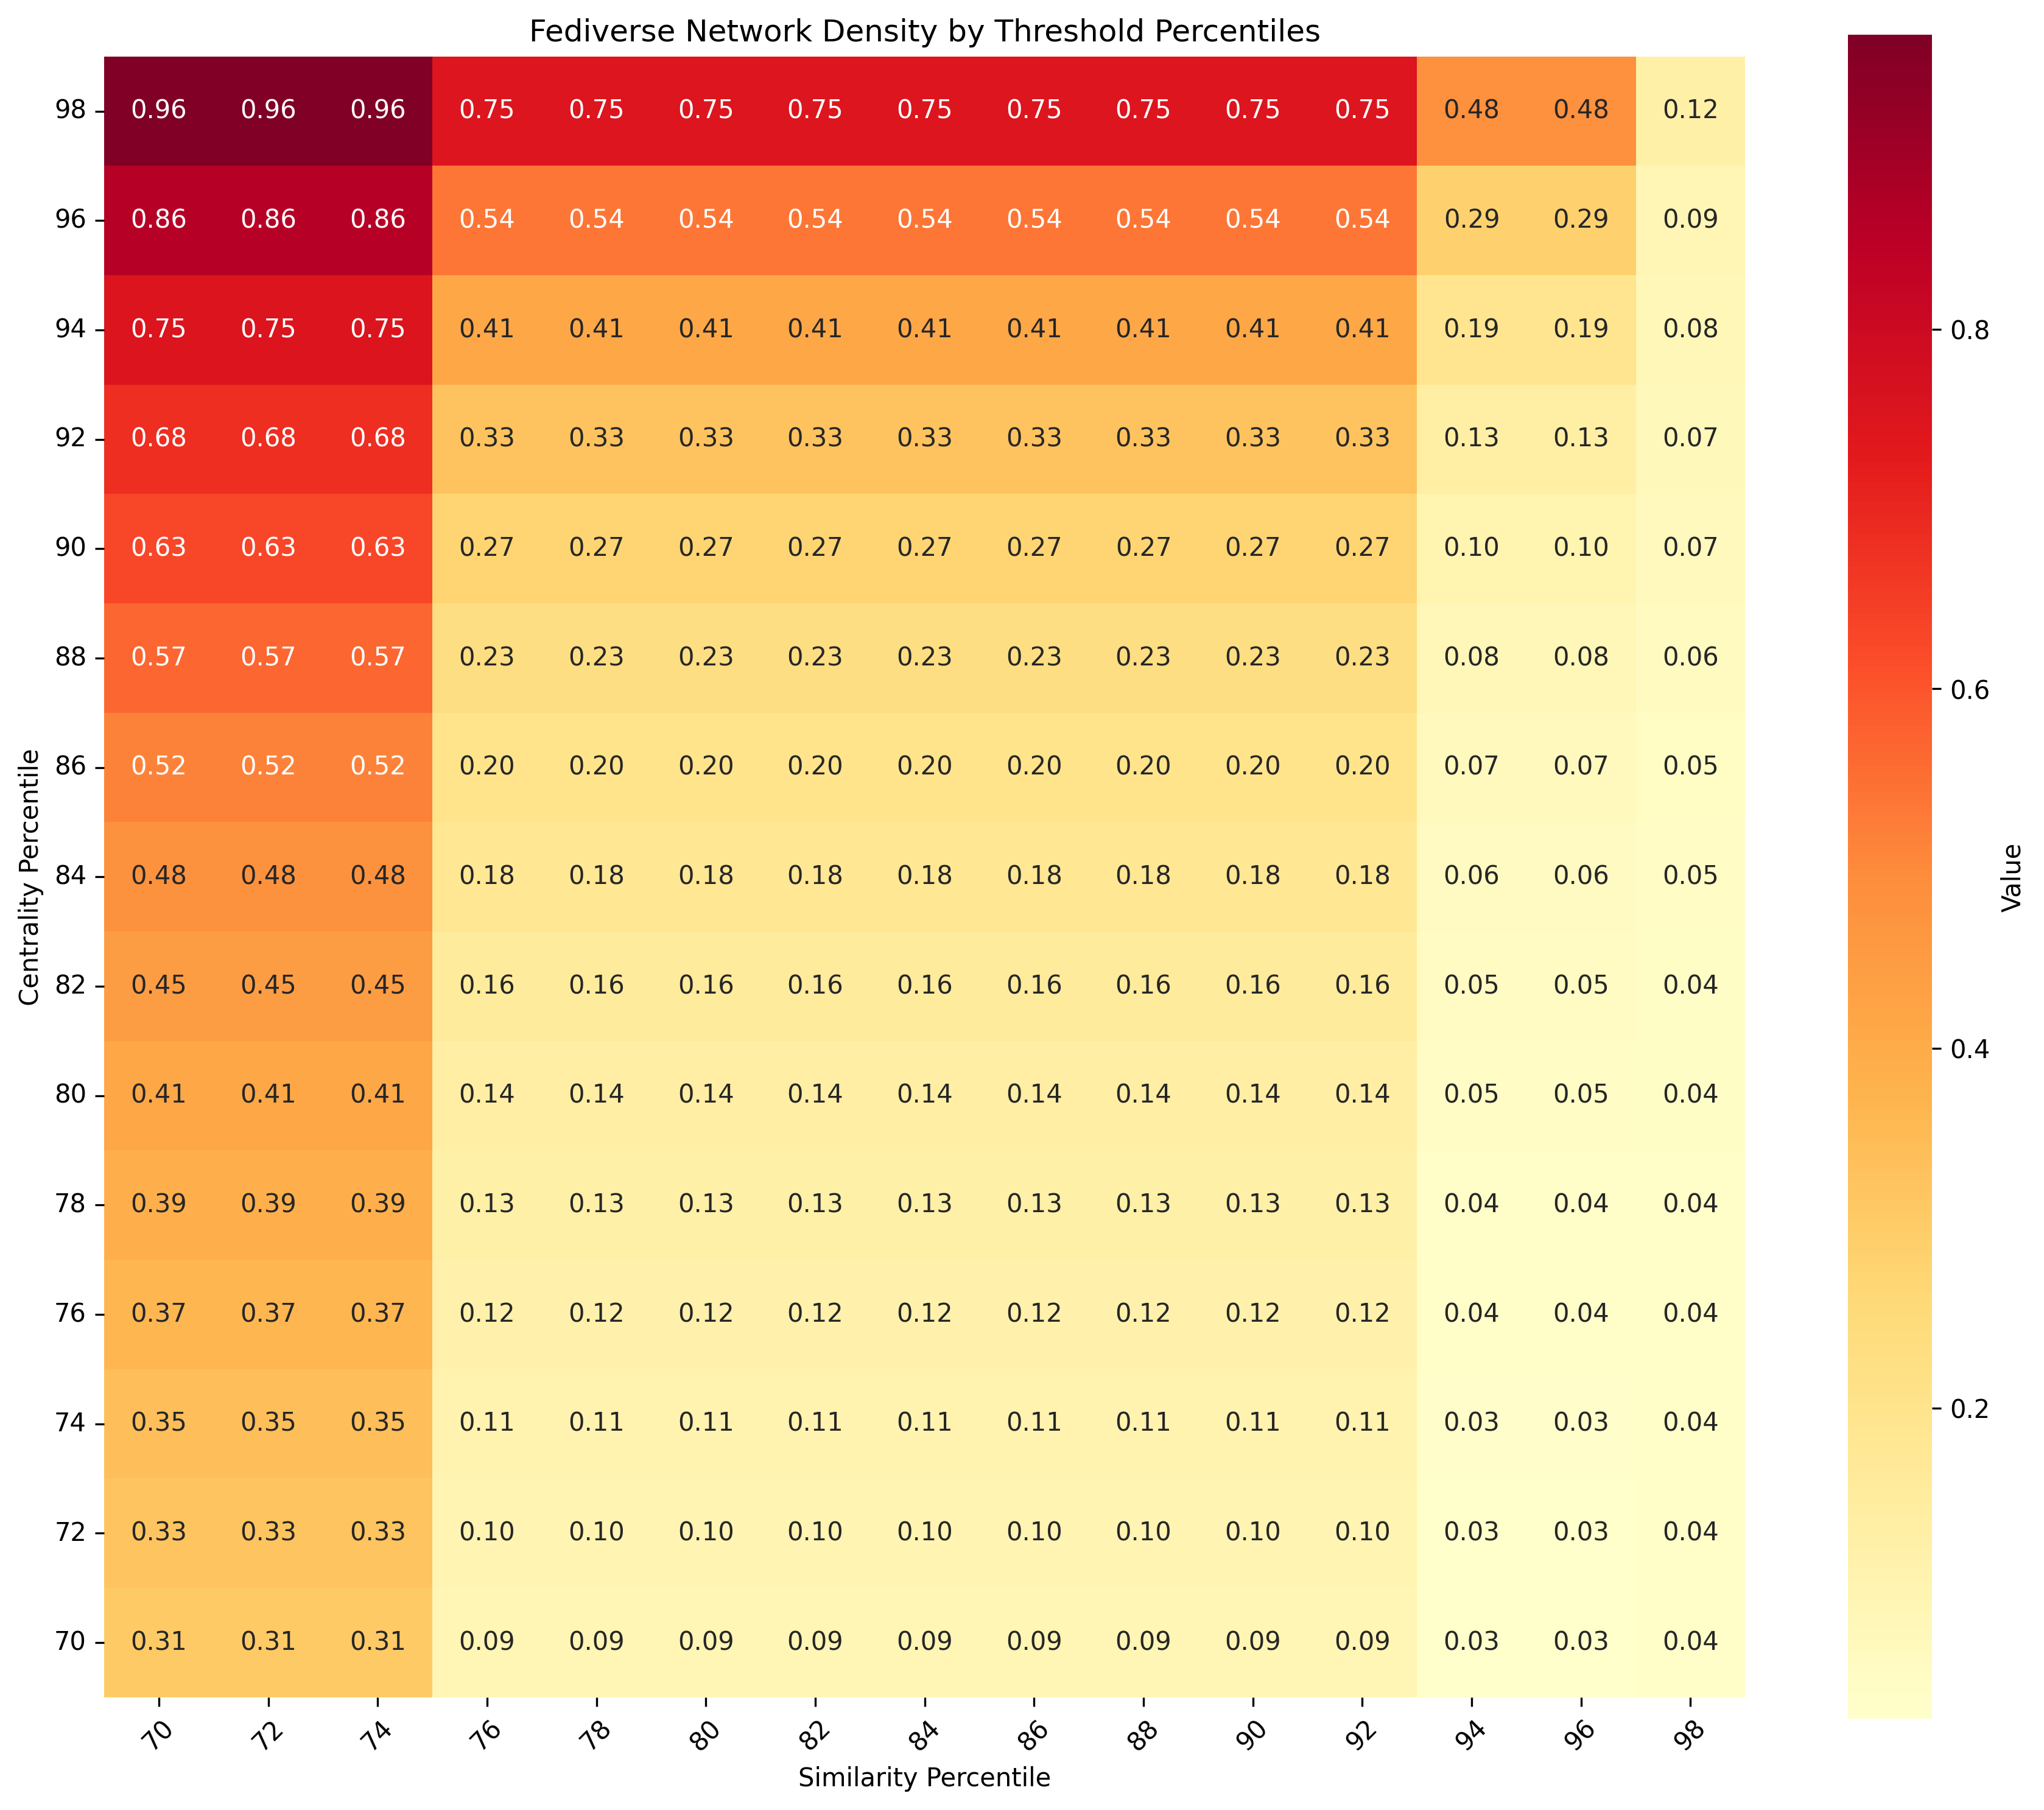 Fediverse Network Density by Threshold Percentiles
98 0.96 0.96 0.96 0.75 0.75 0.75 0.75 0.75 0.75 0.75 0.75 0.75 0.48 0.48 0.12
96 0.86 0.86 0.86 0.54 0.54 0.54 0.54 0.54 0.54 0.54 0.54 0.54 0.29 0.29 0.09
94 0.75 0.75 0.75 0.41 0.41 0.41 0.41 0.41 0.41 0.41 0.41 0.41 0.19 0.19 0.08
92 0.68 0.68 0.68 0.33 0.33 0.33 0.33 0.33 0.33 0.33 0.33 0.33 0.13 0.13 0.07
90 0.63 0.63 0.63 0.27 0.27 0.27 0.27 0.27 0.27 0.27 0.27 0.27 0.10 0.10 0.07
88 0.57 0.57 0.57 0.23 0.23 0.23 0.23 0.23 0.23 0.23 0.23 0.23 0.08 0.08 0.06
86 0.52 0.52 0.52 0.20 0.20 0.20 0.20 0.20 0.20 0.20 0.20 0.20 0.07 0.07 0.05
84 0.48 0.48 0.48 0.18 0.18 0.18 0.18 0.18 0.18 0.18 0.18 0.18 0.06 0.06 0.05
82 0.45 0.45 0.45 0.16 0.16 0.16 0.16 0.16 0.16 0.16 0.16 0.16 0.05 0.05 0.04
80 0.41 0.41 0.41 0.14 0.14 0.14 0.14 0.14 0.14 0.14 0.14 0.14 0.05 0.05 0.04
78 0.39 0.39 0.39 0.13 0.13 0.13 0.13 0.13 0.13 0.13 0.13 0.13 0.04 0.04 0.04
76 0.37 0.37 0.37 0.12 0.12 0.12 0.12 0.12 0.12 0.12 0.12 0.12 0.04 0.04 0.04
74 0.35 0.35 0.35 0.11 0.11 0.11 0.11 0.11 0.11 0.11 0.11 0.11 0.03 0.03 0.04
72 0.33 0.33 0.33 0.10 0.10 0.10 0.10 0.10 0.10 0.10 0.10 0.10 0.03 0.03 0.04
70 0.31 0.31 0.31 0.09 0.09 0.09 0.09 0.09 0.09 0.09 0.09 0.09 0.03 0.03 0.04
70 72 74 76 78 80 82 84 86 88 90 92 94 96 98
Similarity Percentile
Centrality Percentile
0.8
0.6
0.4
0.2
Value